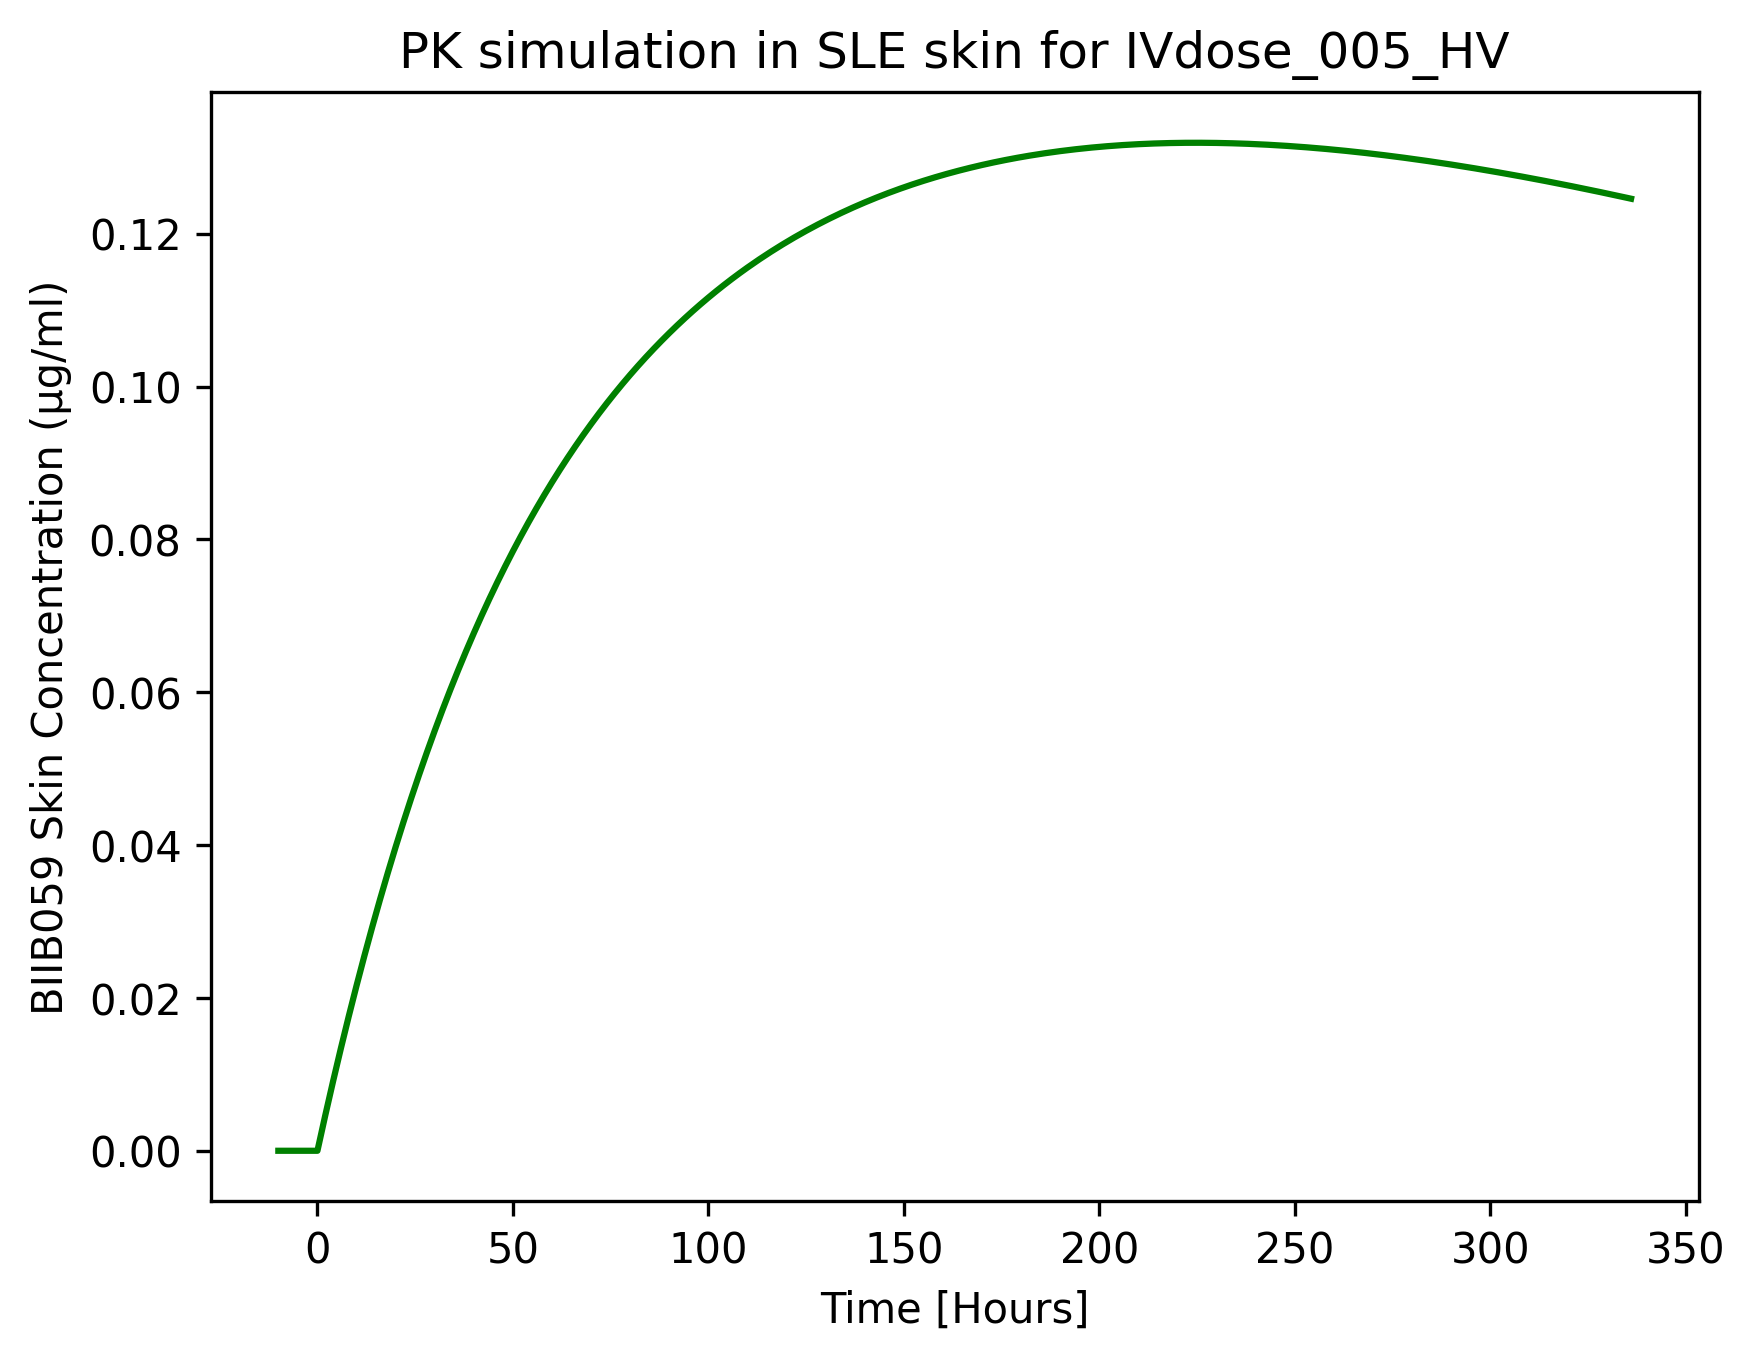 PK simulation in SLE skin for IVdose_005_HV
BIIB059 Skin Concentration (µg/ml)
0.12
0.10
0.08
0.06
0.04
0.02
0.00
0 50 100 150 200 250 300 350
Time [Hours]